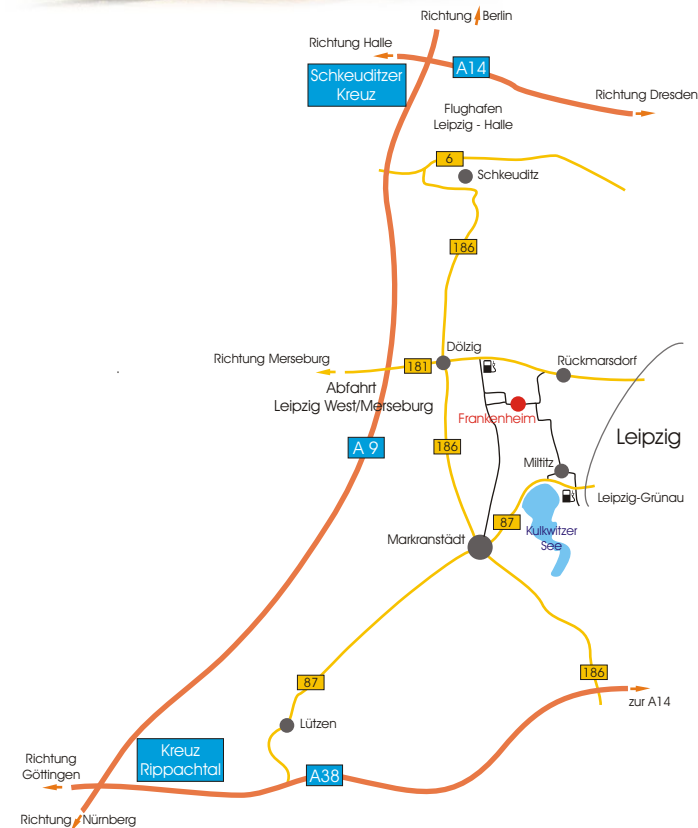 Richtung Berlin
Richtung Halle
A14
Schkeuditzer
Kreuz
Richtung Dresden
Flughafen
Leipzig - Halle
6
Schkeuditz
186
Dölzig
Richtung Merseburg
181
Rückmarsdorf
Abfahrt
Leipzig West/Merseburg
Frankenheim
Leipzig
A 9
186
Miltitz
Leipzig-Grünau
87
Kulkwitzer
See
Markranstädt
186
87
zur A14
Lützen
Kreuz
Rippachtal
Richtung
Göttingen
A38
Richtung Nürnberg